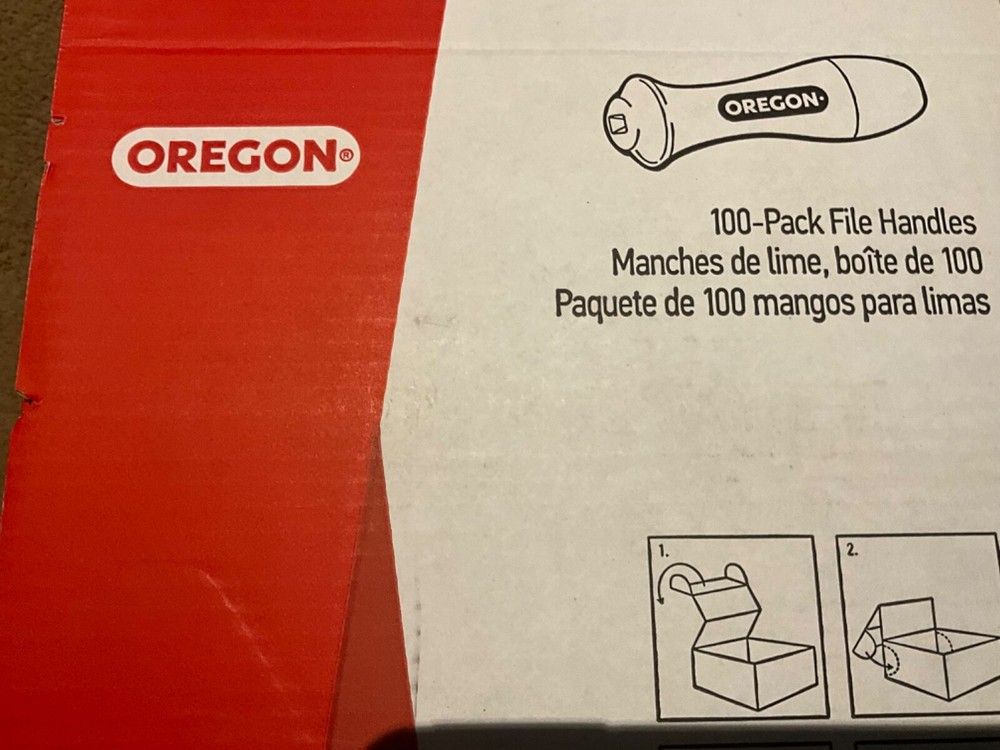 OREGON®
OREGON
100-Pack File Handles
Manches de lime, boîte de 100
Paquete de 100 mangos para limas
1.
2.